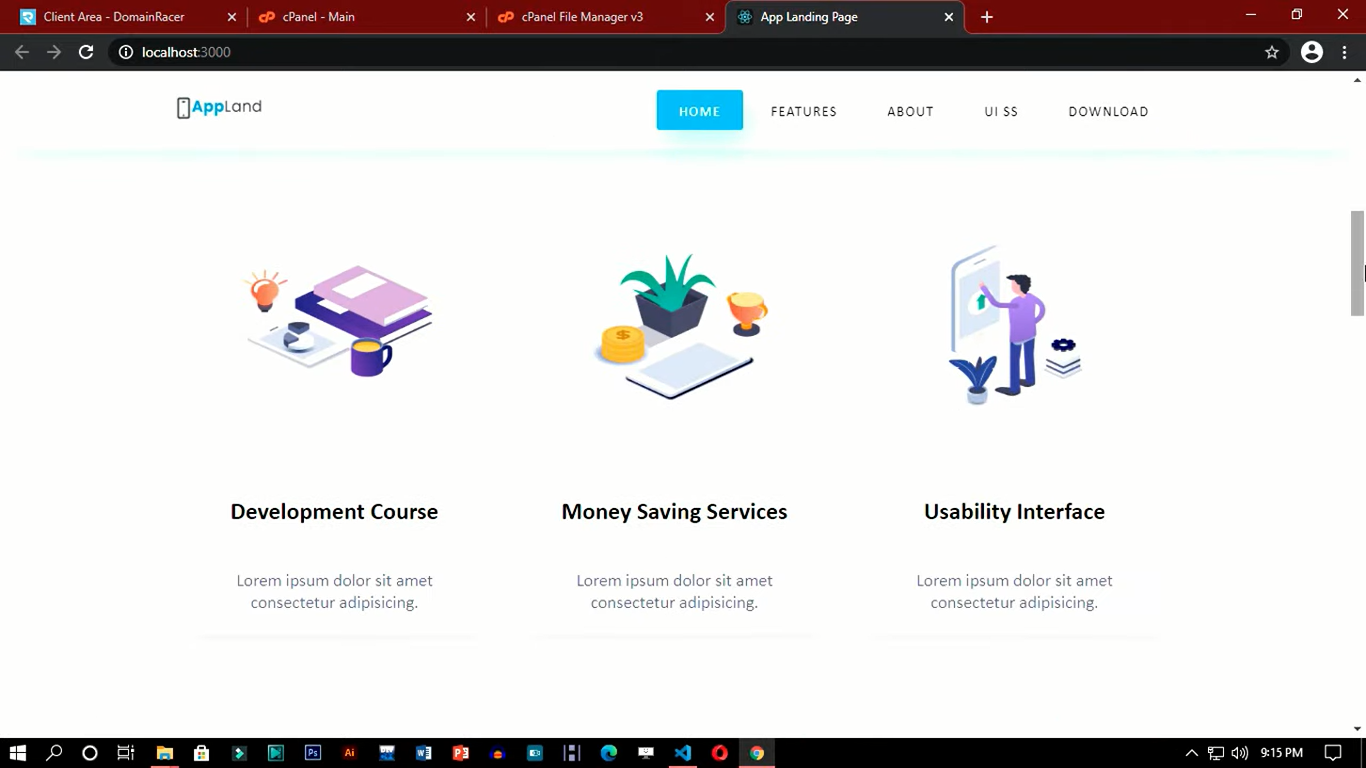 Client Area - DomainRacer
cPanel - Main
cPanel File Manager v3
App Landing Page
localhost:3000
AppLand
HOME
FEATURES
ABOUT
UI SS
DOWNLOAD
$
Development Course
Money Saving Services
Usability Interface
Lorem ipsum dolor sit amet
consectetur adipisicing.
Lorem ipsum dolor sit amet
consectetur adipisicing.
Lorem ipsum dolor sit amet
consectetur adipisicing.
Ps
Ai
9:15 PM